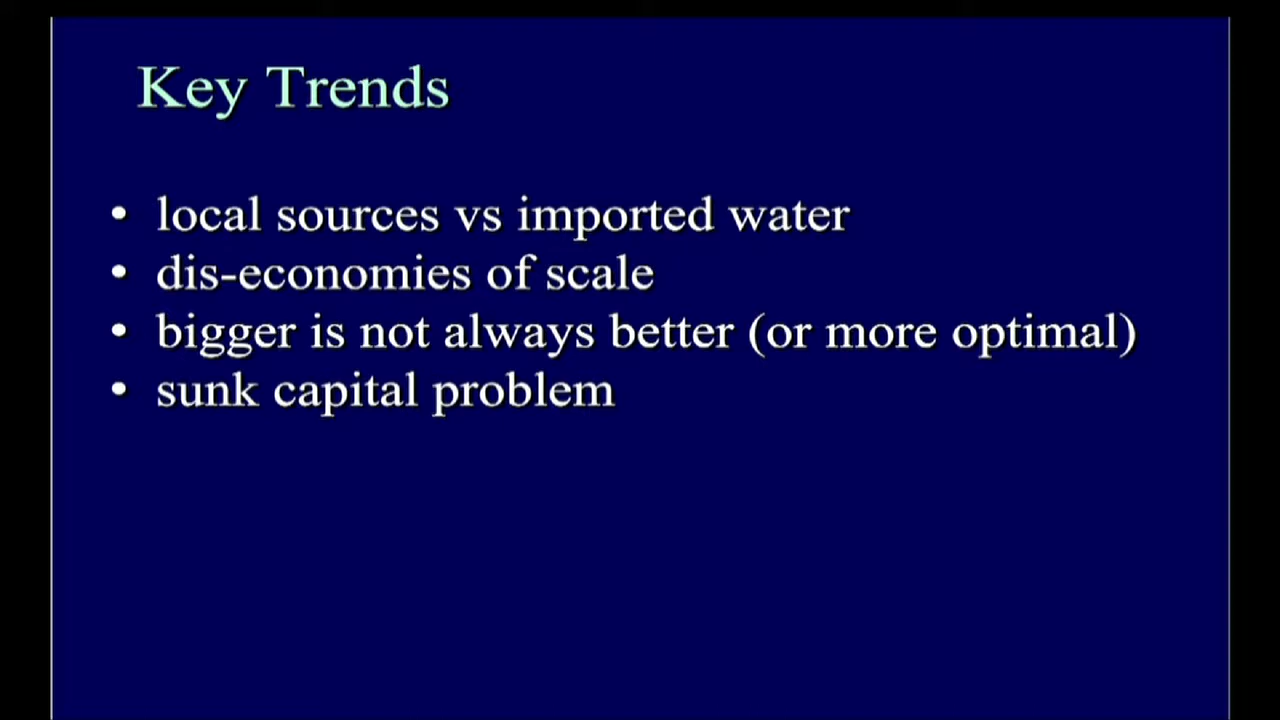 Key Trends
• local sources vs imported water
• dis-economies of scale
• bigger is not always better (or more optimal)
• sunk capital problem